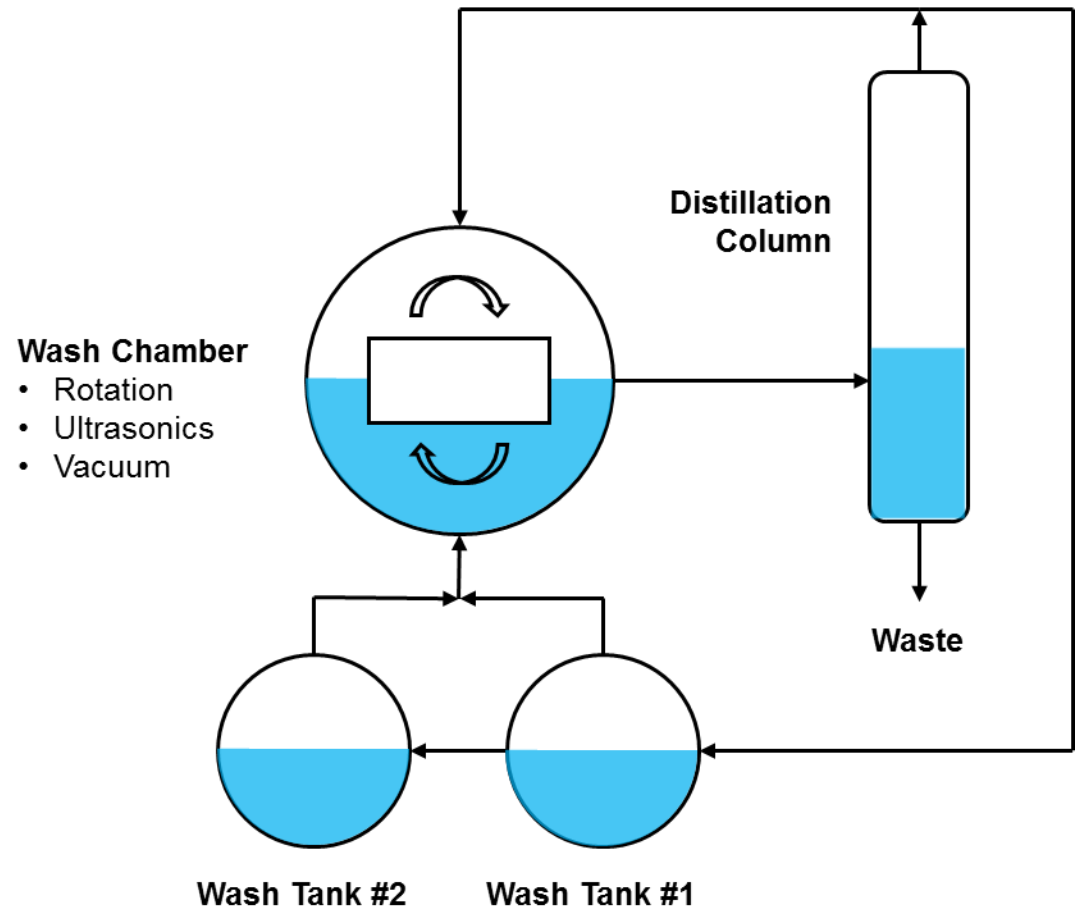 Distillation
Column
Wash Chamber
• Rotation
• Ultrasonics
• Vacuum
Waste
Wash Tank #2
Wash Tank #1